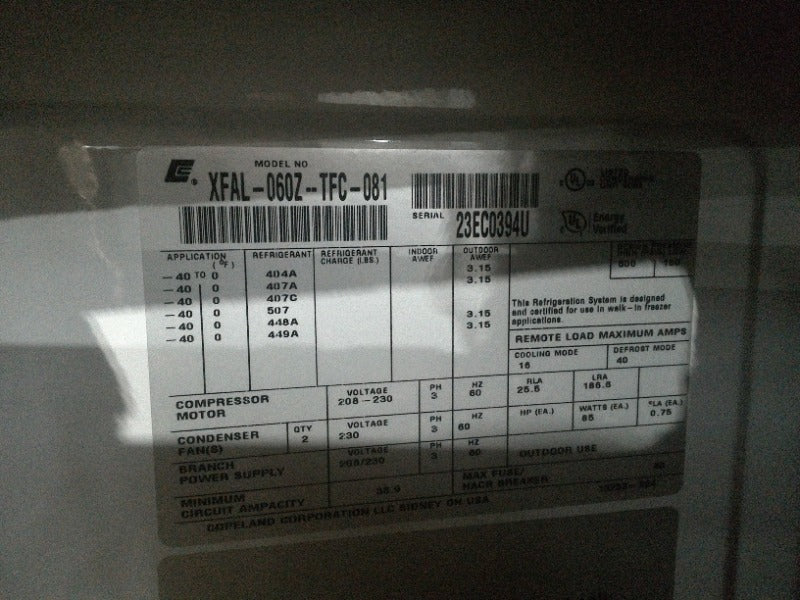 MODEL NO
XFAL-060Z-TFC-081
SERIAL 23EC0394U
Energy
Verified
APPLICATION (°F)
REFRIGERANT
REFRIGERANT CHARGE (LBS.)
INDOOR AWEF
OUTDOOR AWEF
-40 TO 0 404A 3.15
-40 0 407A 3.15
-40 0 407C
-40 0 507 3.15
-40 0 448A 3.15
-40 0 449A
This Refrigeration System is designed
and certified for use in walk-in freezer
applications.
REMOTE LOAD MAXIMUM AMPS
COOLING MODE DEFROST MODE
16 40
COMPRESSOR MOTOR VOLTAGE 208-230 PH 3 HZ 60 RLA 25.5 LRA 186.5
CONDENSER FAN(S) QTY 2 VOLTAGE 230 PH 3 HZ 60 HP (EA.) WATTS (EA.) 85 FLA (EA.) 0.75
BRANCH POWER SUPPLY VOLTAGE 208/230 PH 3 HZ 60 OUTDOOR USE
MINIMUM CIRCUIT AMPACITY MAX FUSE/ HACR BREAKER
COPELAND CORPORATION LLC SIDNEY OH USA